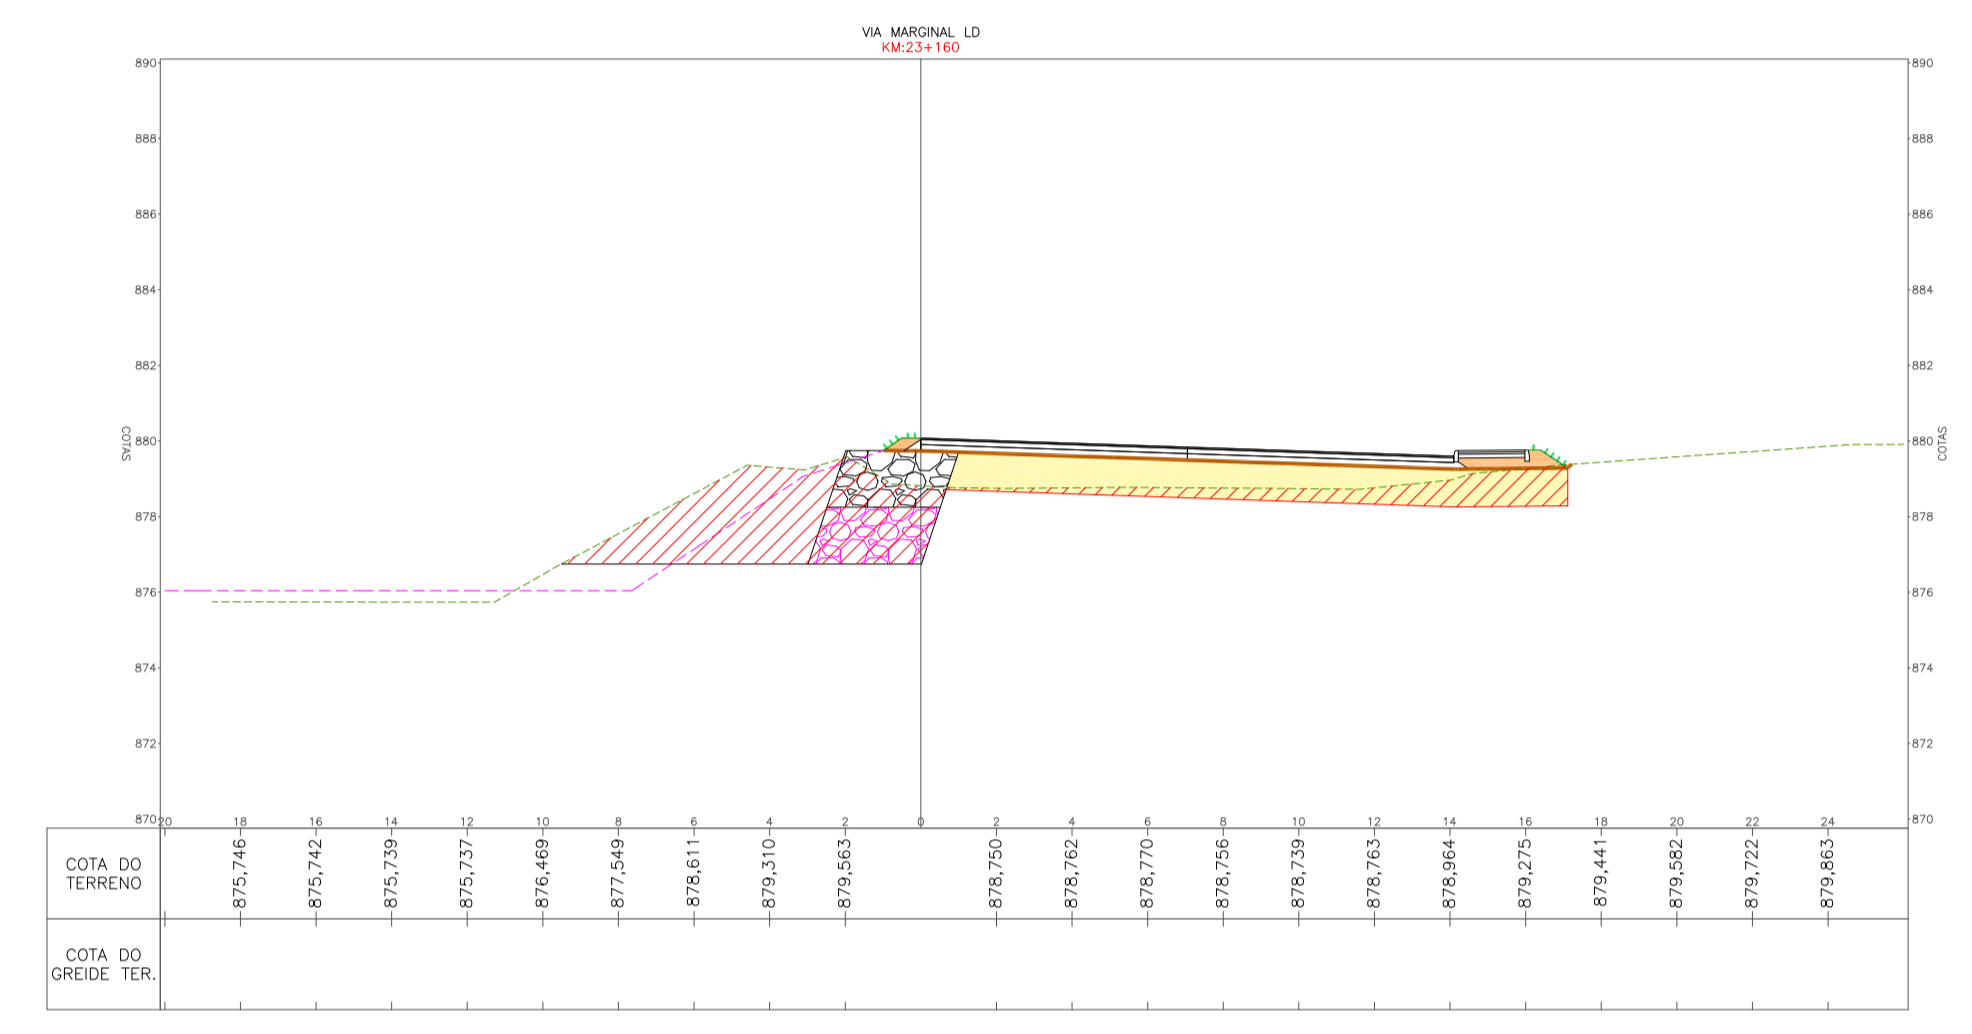 VIA MARGINAL LD
KM:23+160
890 890
888 888
886 886
884 884
882 882
880 880
COTAS COTAS
878 878
876 876
874 874
872 872
870 870
20 18 16 14 12 10 8 6 4 2 0 2 4 6 8 10 12 14 16 18 20 22 24
COTA DO
TERRENO
875,746 875,742 875,739 875,737 876,469 877,549 878,611 879,310 879,563 878,750 878,762 878,770 878,756 878,739 878,763 878,964 879,275 879,441 879,582 879,722 879,863
COTA DO
GREIDE TER.